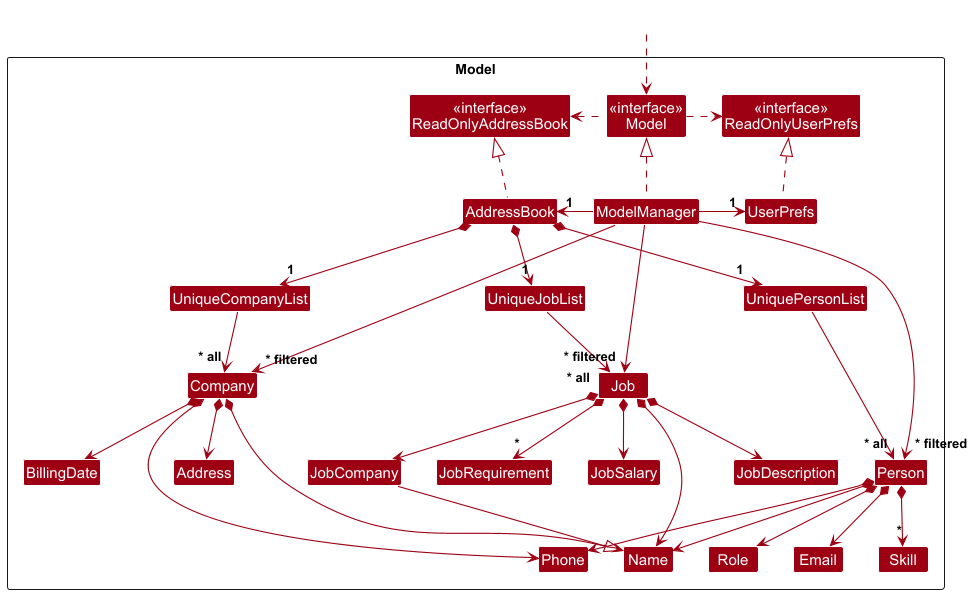 Model
«interface»
ReadOnlyAddressBook
«interface»
Model
«interface»
ReadOnlyUserPrefs
AddressBook
1
ModelManager
1
UserPrefs
1
1
1
UniqueCompanyList
UniqueJobList
UniquePersonList
* all
* filtered
* filtered
* all
Company
Job
*
* all
* filtered
BillingDate
Address
JobCompany
JobRequirement
JobSalary
JobDescription
Person
*
Phone
Name
Role
Email
Skill